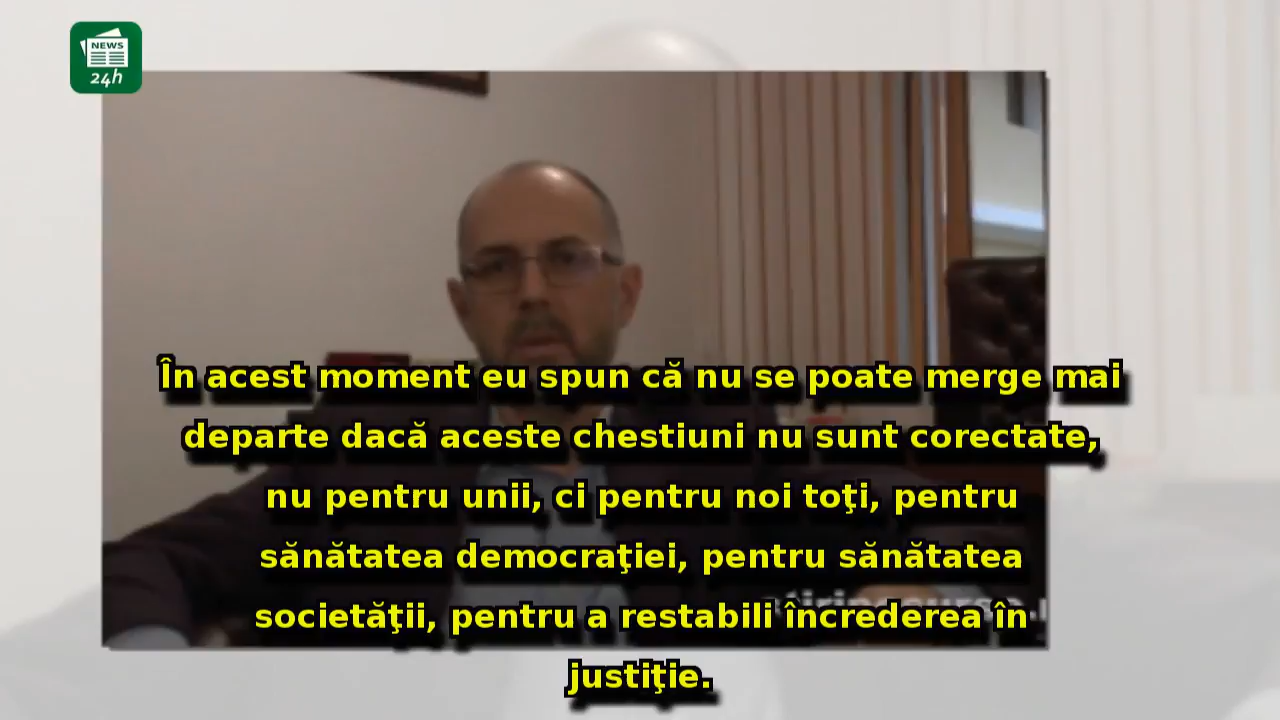 NEWS
24h
În acest moment eu spun că nu se poate merge mai
departe dacă aceste chestiuni nu sunt corectate,
nu pentru unii, ci pentru noi toţi, pentru
sănătatea democraţiei, pentru sănătatea
societăţii, pentru a restabili încrederea în
justiţie.